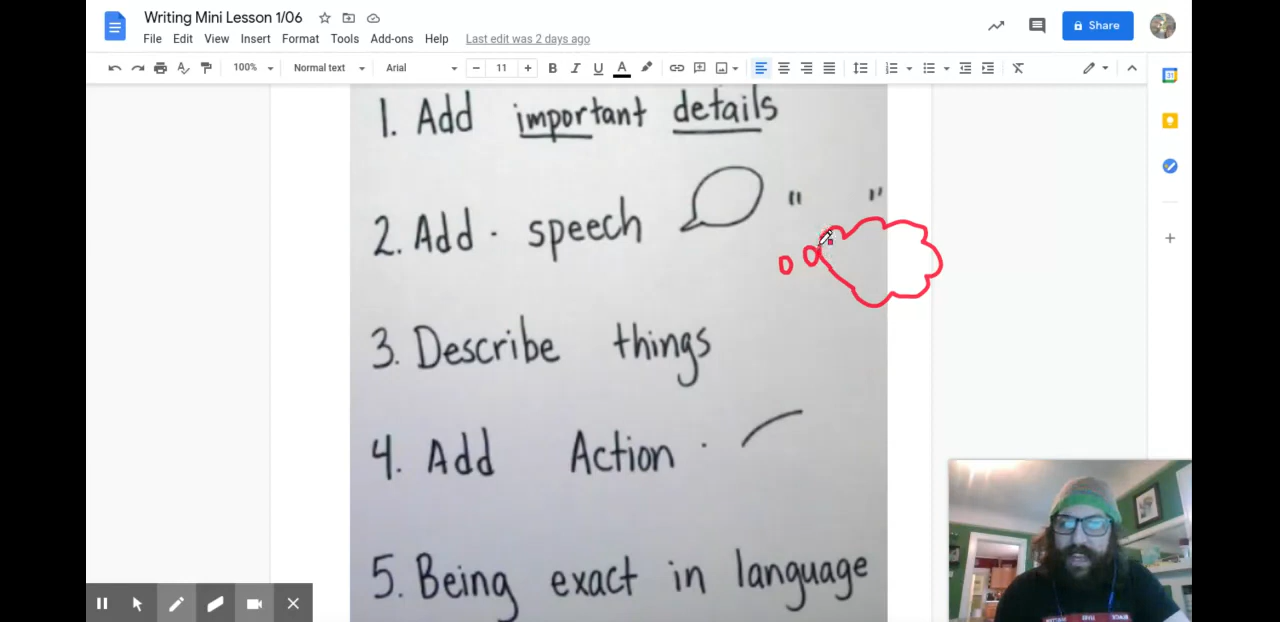 Writing Mini Lesson 1/06
File Edit View Insert Format Tools Add-ons Help Last edit was 2 days ago
Share
100% Normal text Arial 11 B I U A
31
1. Add important details
2. Add · speech " "
3. Describe things
4. Add Action ·
5. Being exact in language